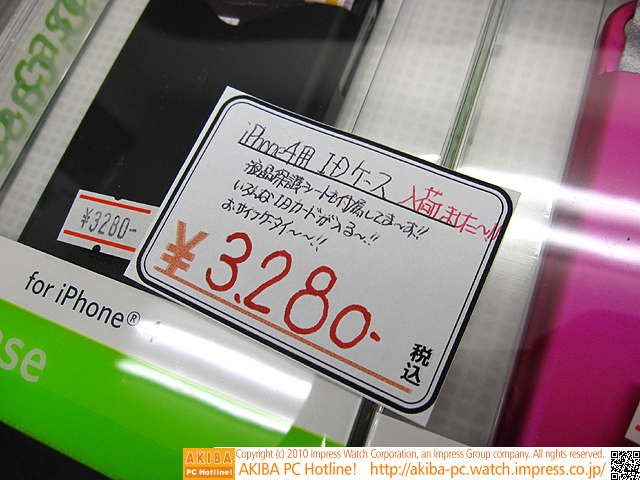 iPhone4用 IDケース 入荷ました〜!!
液晶保護シートも付属してま〜す!!
いろんなIDカードが入る〜!!
おサイフケータイ〜〜!!
¥3280-
¥3,280-
税込
for iPhone® 4
se
AKIBA PC Hotline!
Copyright (c) 2010 Impress Watch Corporation, an Impress Group company. All rights reserved.
AKIBA PC Hotline! http://akiba-pc.watch.impress.co.jp/